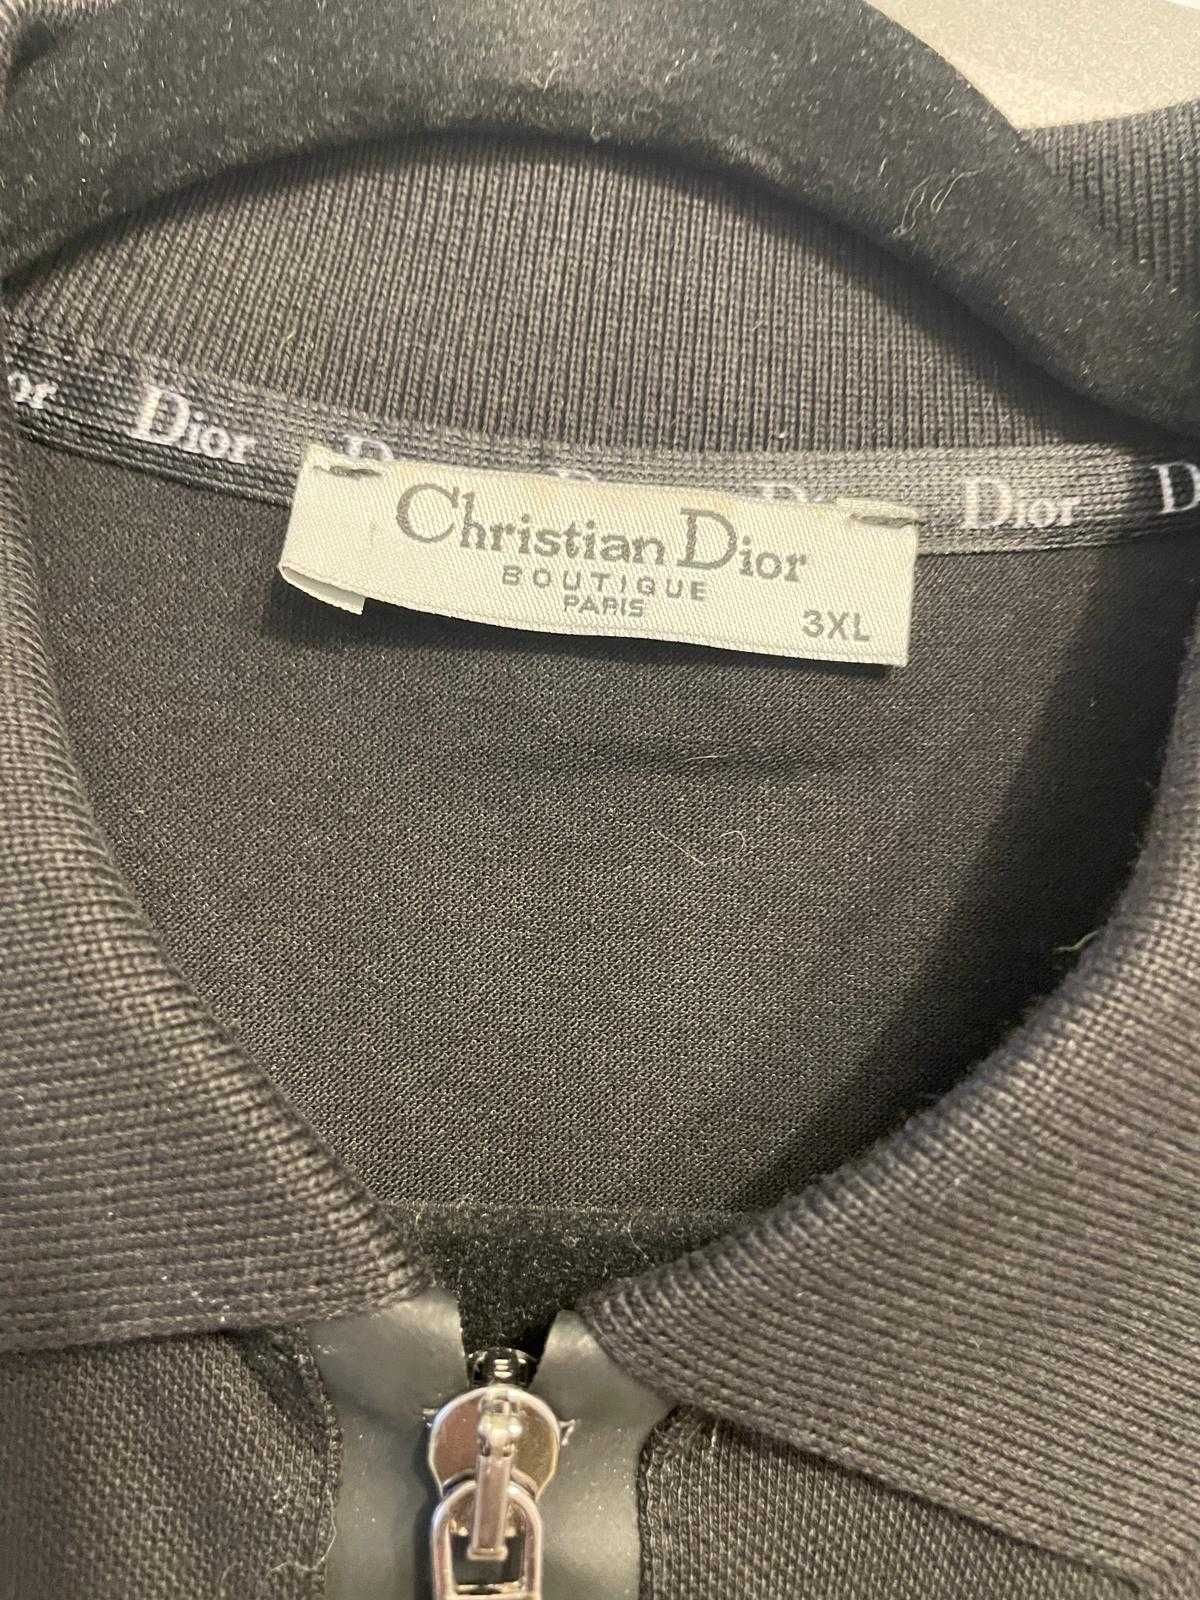 Dior
Christian Dior
BOUTIQUE
PARIS
3XL
Dior